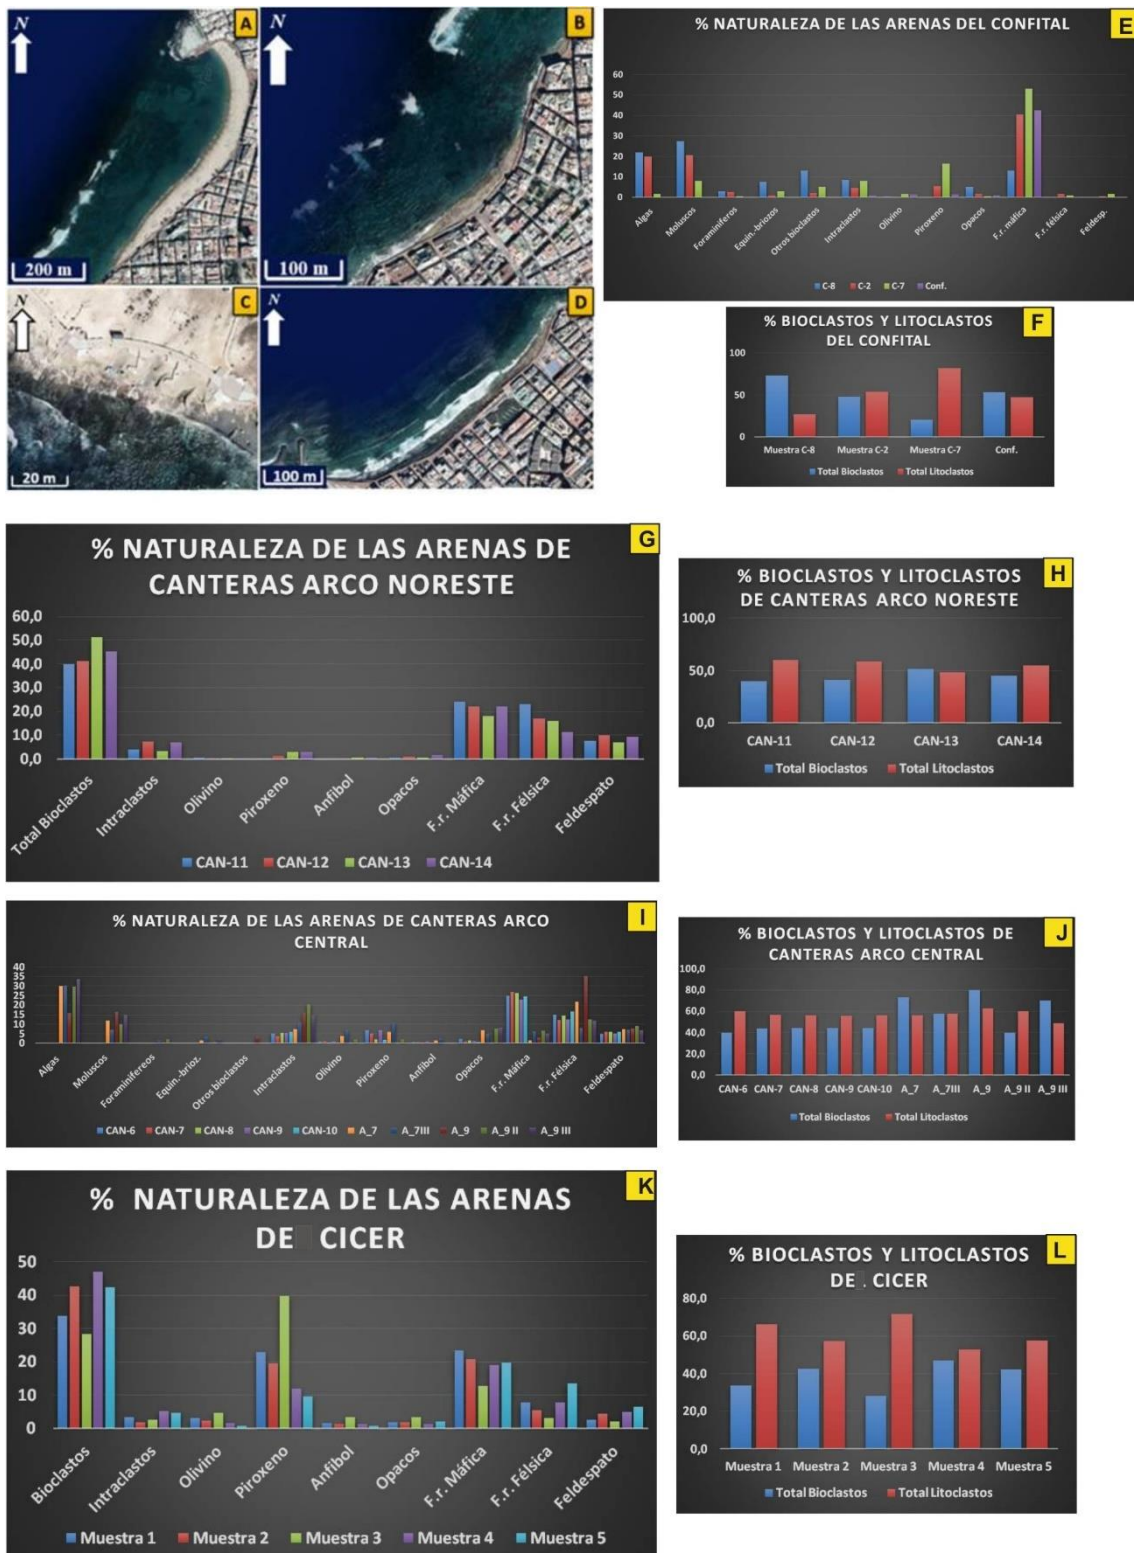 N
A
200 m
N
B
100 m
N
C
20 m
N
D
100 m
% NATURALEZA DE LAS ARENAS DEL CONFITAL
E
60
50
40
30
20
10
0
Algas
Moluscos
Foraminiferos
Equin.-briozos
Otros bioclastos
Intraclastos
Olivino
Piroxeno
Opacos
F.r. máfica
F.r. félsica
Feldesp.
C-8 C-2 C-7 Conf.
% BIOCLASTOS Y LITOCLASTOS
DEL CONFITAL
F
100
50
0
Muestra C-8 Muestra C-2 Muestra C-7 Conf.
Total Bioclastos Total Litoclastos
% NATURALEZA DE LAS ARENAS DE
CANTERAS ARCO NORESTE
G
60,0
50,0
40,0
30,0
20,0
10,0
0,0
Total Bioclastos
Intraclastos
Olivino
Piroxeno
Anfibol
Opacos
F.r. Máfica
F.r. Félsica
Feldespato
CAN-11 CAN-12 CAN-13 CAN-14
% BIOCLASTOS Y LITOCLASTOS
DE CANTERAS ARCO NORESTE
H
100,0
50,0
0,0
CAN-11 CAN-12 CAN-13 CAN-14
Total Bioclastos Total Litoclastos
% NATURALEZA DE LAS ARENAS DE CANTERAS ARCO
CENTRAL
I
40
35
30
25
20
15
10
5
0
Algas
Moluscos
Foraminifereos
Equin.-brioz.
Otros bioclastos
Intraclastos
Olivino
Piroxeno
Anfibol
Opacos
F.r. Máfica
F.r. Félsica
Feldespato
CAN-6 CAN-7 CAN-8 CAN-9 CAN-10 A_7 A_7III A_9 A_9 II A_9 III
% BIOCLASTOS Y LITOCLASTOS DE
CANTERAS ARCO CENTRAL
J
100,0
80,0
60,0
40,0
20,0
0,0
CAN-6 CAN-7 CAN-8 CAN-9 CAN-10 A_7 A_7III A_9 A_9 II A_9 III
Total Bioclastos Total Litoclastos
% NATURALEZA DE LAS ARENAS
DE CICER
K
50
40
30
20
10
0
Bioclastos
Intraclastos
Olivino
Piroxeno
Anfibol
Opacos
F.r. Máfica
F.r. Félsica
Feldespato
Muestra 1 Muestra 2 Muestra 3 Muestra 4 Muestra 5
% BIOCLASTOS Y LITOCLASTOS
DE . CICER
L
80,0
60,0
40,0
20,0
0,0
Muestra 1 Muestra 2 Muestra 3 Muestra 4 Muestra 5
Total Bioclastos Total Litoclastos